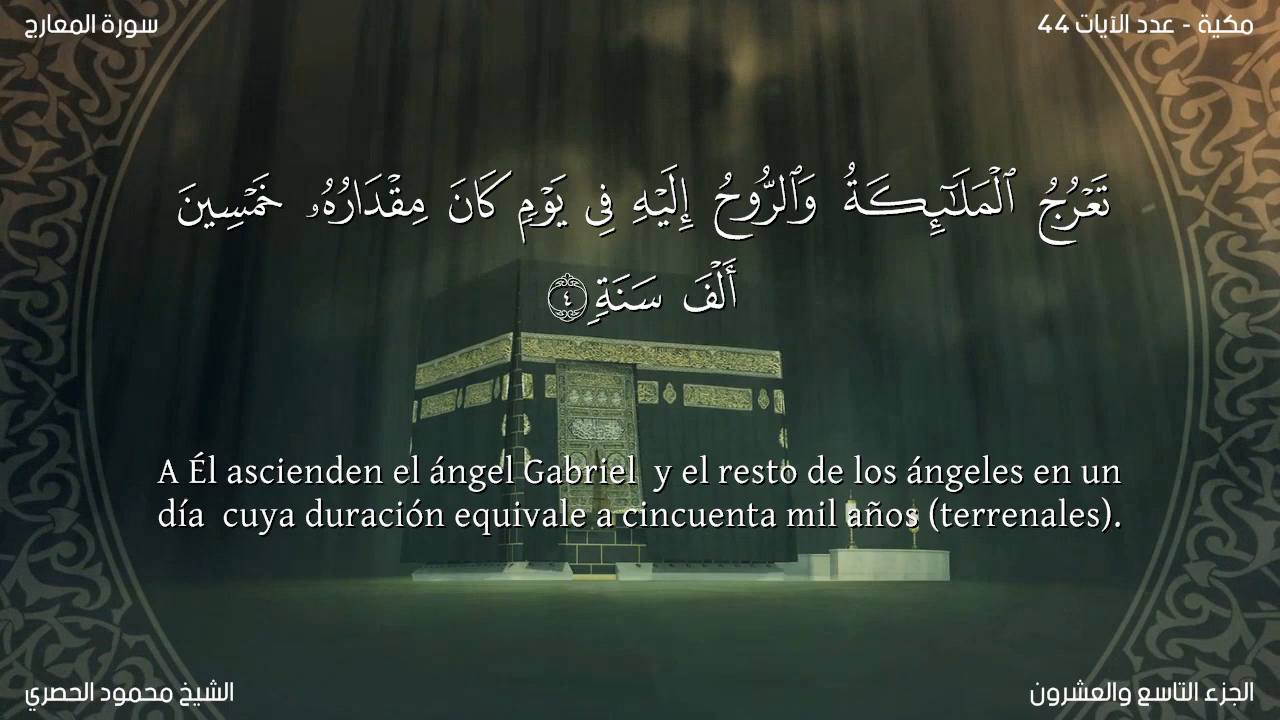 سورة المعارج
مكية - عدد الآيات 44
تَعْرُجُ ٱلْمَلَـٰٓئِكَةُ وَٱلرُّوحُ إِلَيْهِ فِى يَوْمٍ كَانَ مِقْدَارُهُۥ خَمْسِينَ
أَلْفَ سَنَةٍ ٤
A Él ascienden el ángel Gabriel y el resto de los ángeles en un
día cuya duración equivale a cincuenta mil años (terrenales).
الشيخ محمود الحصري
الجزء التاسع والعشرون